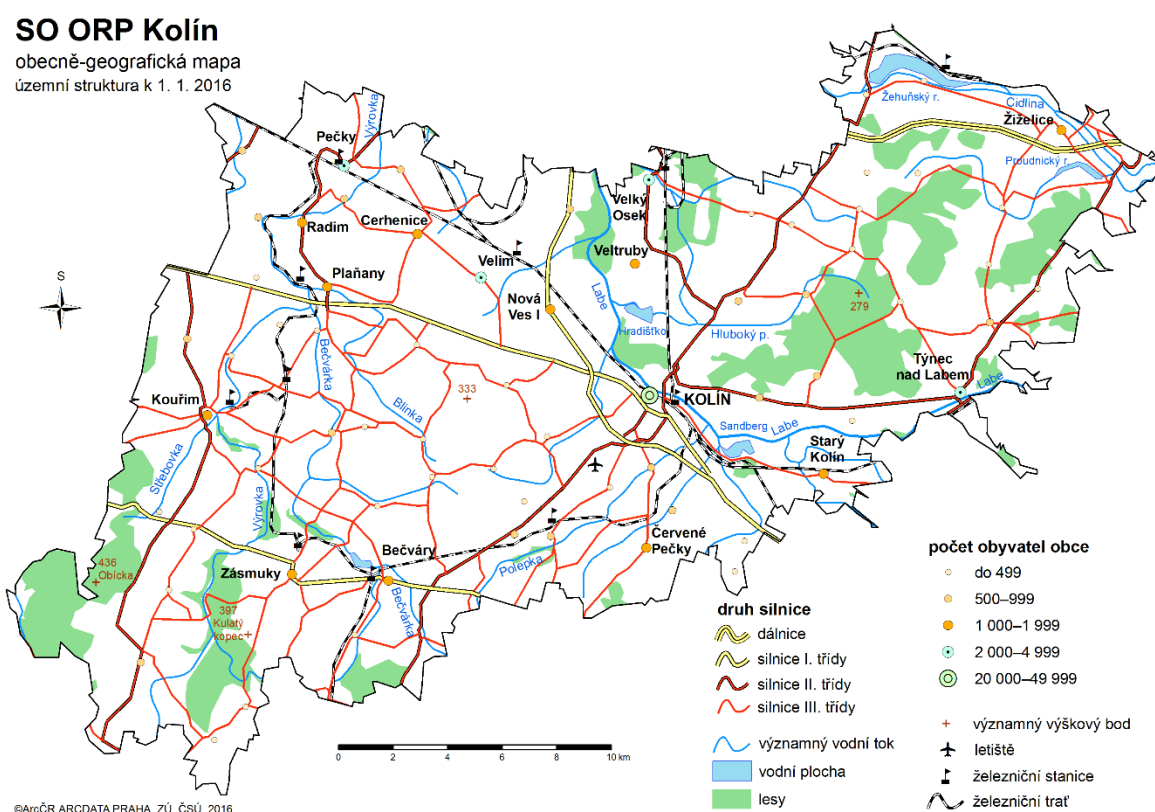 SO ORP Kolín
obecně-geografická mapa
územní struktura k 1. 1. 2016
Pečky
Výrovka
Žehuňský r.
Cidlina
Žiželice
Proudnický r.
Velký
Osek
Radim
Cerhenice
Velim
Veltruby
Plaňany
S
Nová
Ves I
Labe
Hradišťko
Hluboký p.
279
Týnec
nad Labem
Labe
Bečvárka
Blinka
333
Kouřim
KOLÍN
Sandberg
Labe
Starý
Kolín
Střebovka
Výrovka
Červené
Pečky
Bečváry
Polepka
436
Obícka
Zásmuky
Bečvárka
397
Kulatý
kopec
počet obyvatel obce
do 499
500–999
1 000–1 999
2 000–4 999
20 000–49 999
druh silnice
dálnice
silnice I. třídy
silnice II. třídy
silnice III. třídy
významný vodní tok
vodní plocha
lesy
významný výškový bod
letiště
železniční stanice
železniční trať
0 2 4 6 8 10 km
©ArcČR, ARCDATA PRAHA, ZÚ, ČSÚ, 2016